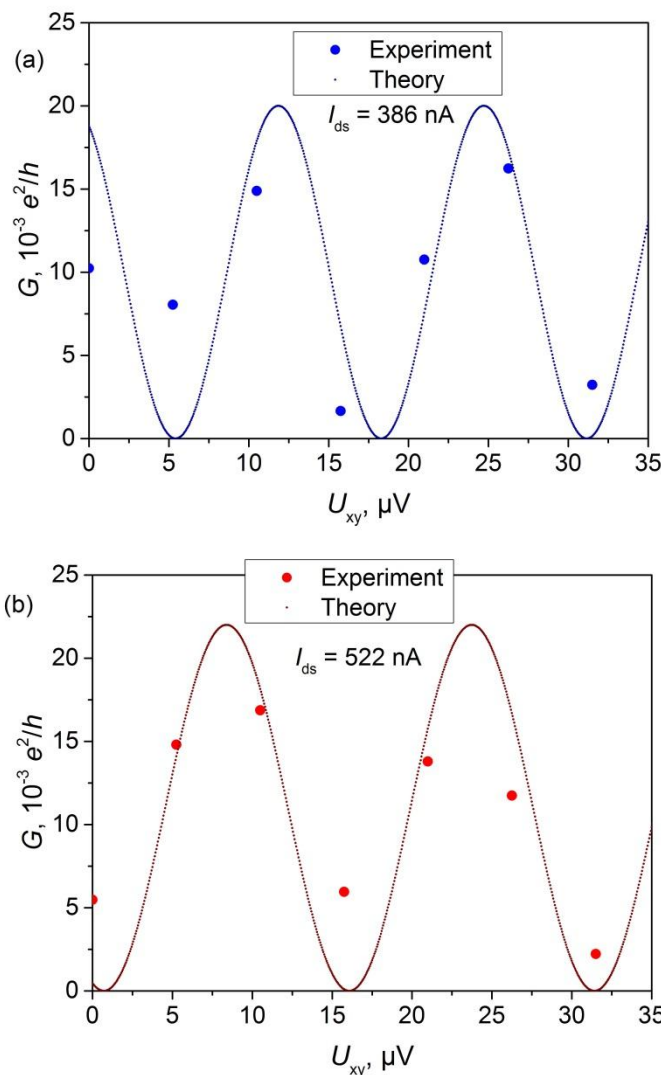 (a)
Experiment
Theory
I_ds = 386 nA
G, 10⁻³ e²/h
25
20
15
10
5
0
0 5 10 15 20 25 30 35
U_xy, µV
(b)
Experiment
Theory
I_ds = 522 nA
G, 10⁻³ e²/h
25
20
15
10
5
0
0 5 10 15 20 25 30 35
U_xy, µV